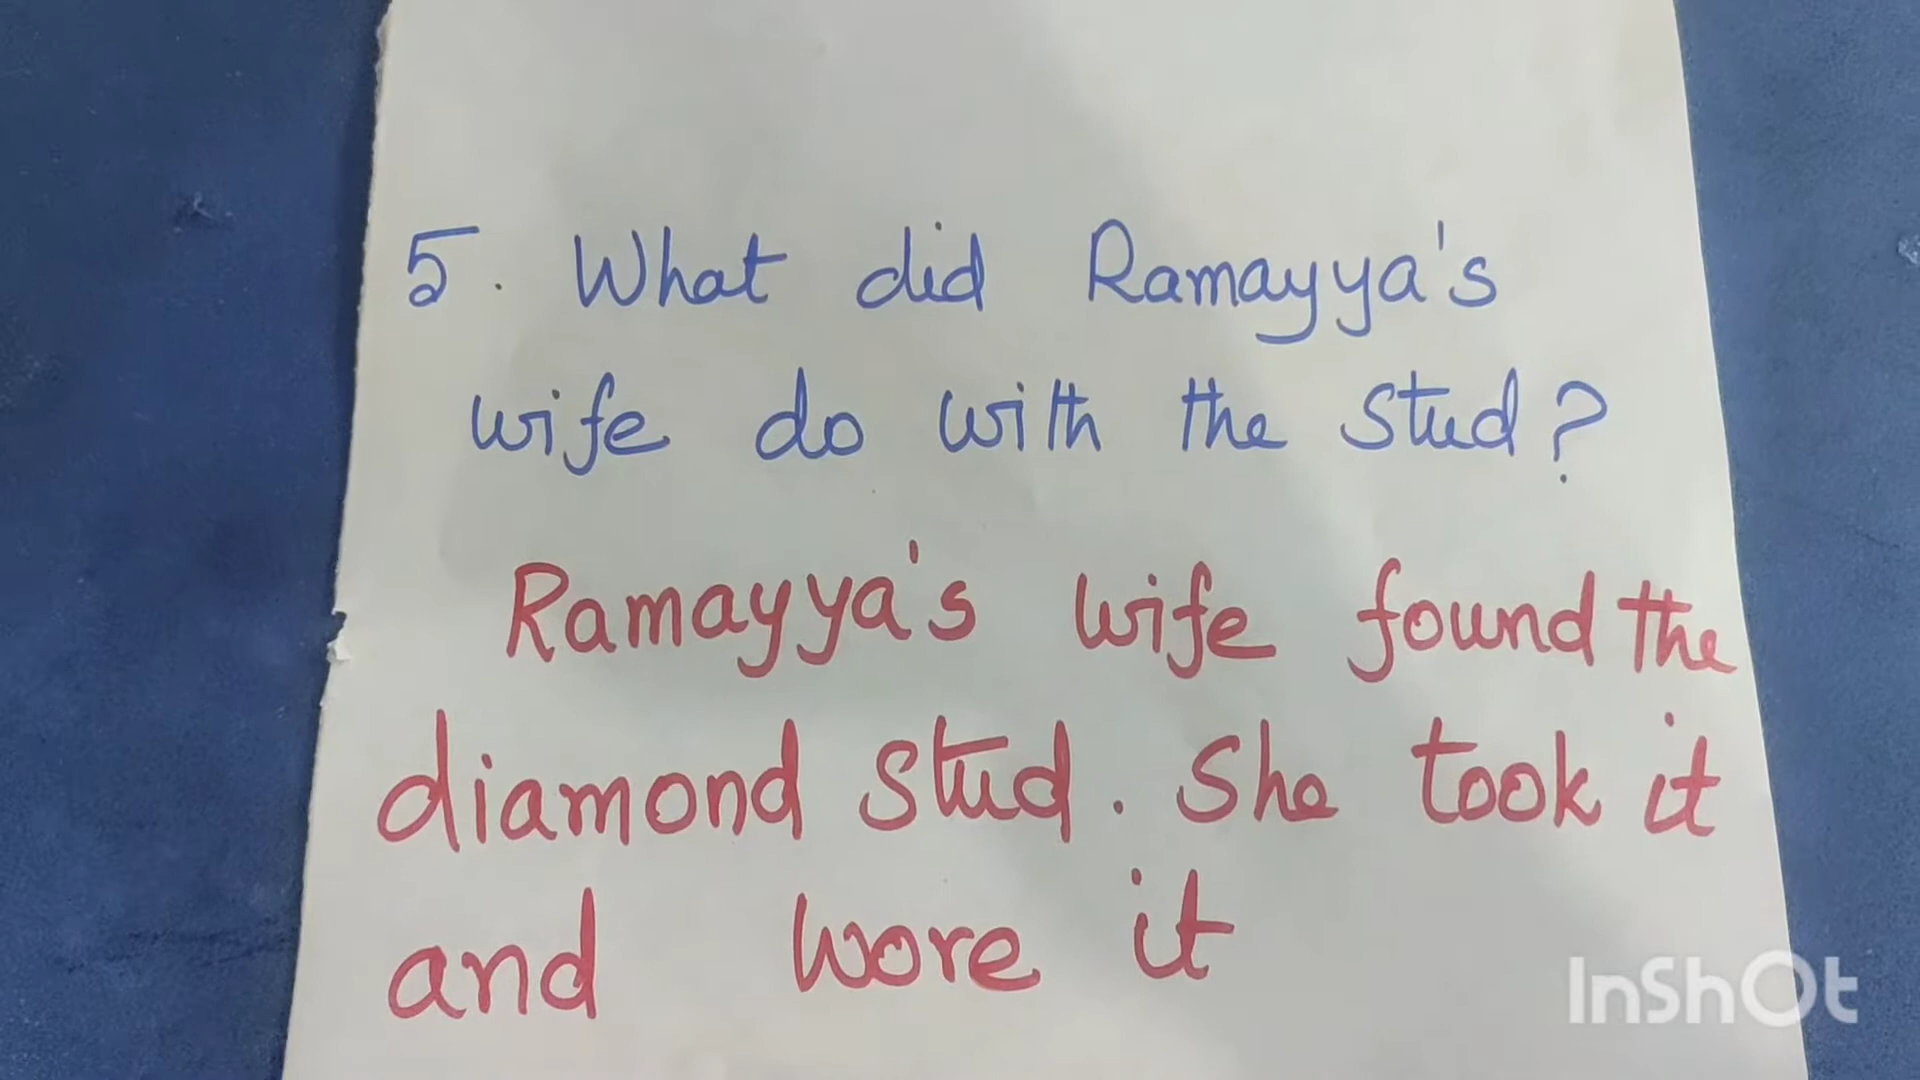 5. What did Ramayya's
wife do with the stud?
Ramayya's wife found the
diamond stud. She took it
and wore it
InShOt